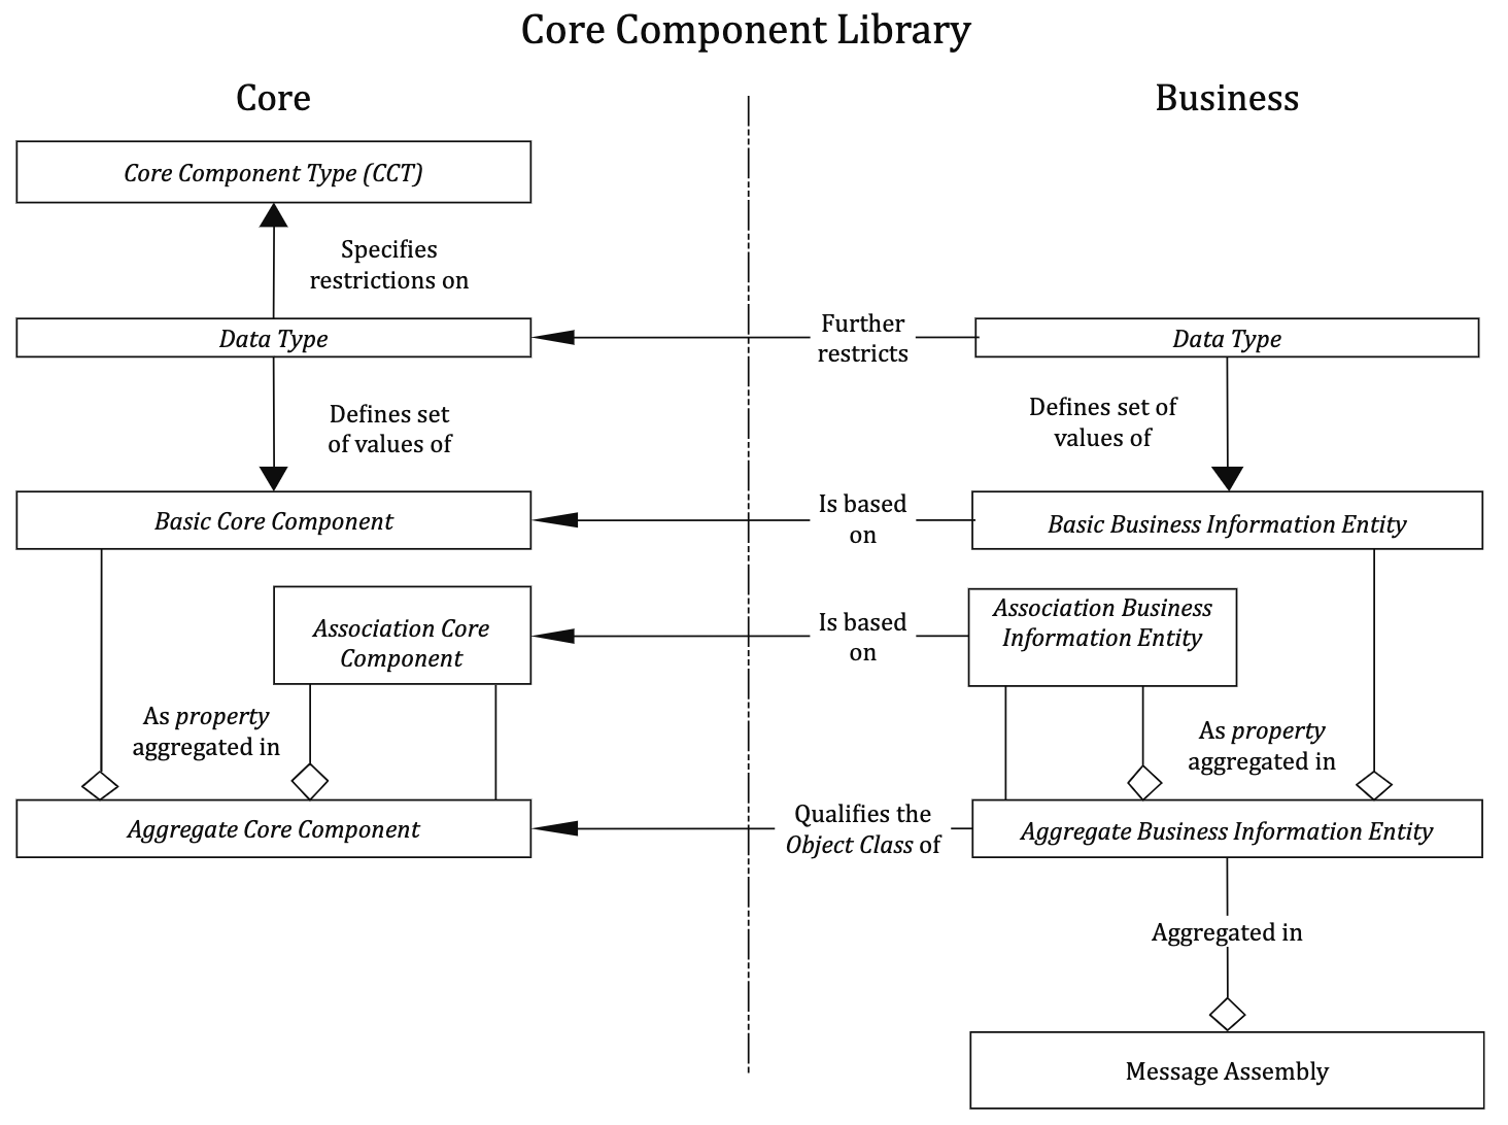 Core Component Library
Core
Business
Core Component Type (CCT)
Specifies
restrictions on
Data Type
Further
restricts
Data Type
Defines set
of values of
Defines set of
values of
Basic Core Component
Is based
on
Basic Business Information Entity
Association Core
Component
Is based
on
Association Business
Information Entity
As property
aggregated in
As property
aggregated in
Aggregate Core Component
Qualifies the
Object Class of
Aggregate Business Information Entity
Aggregated in
Message Assembly